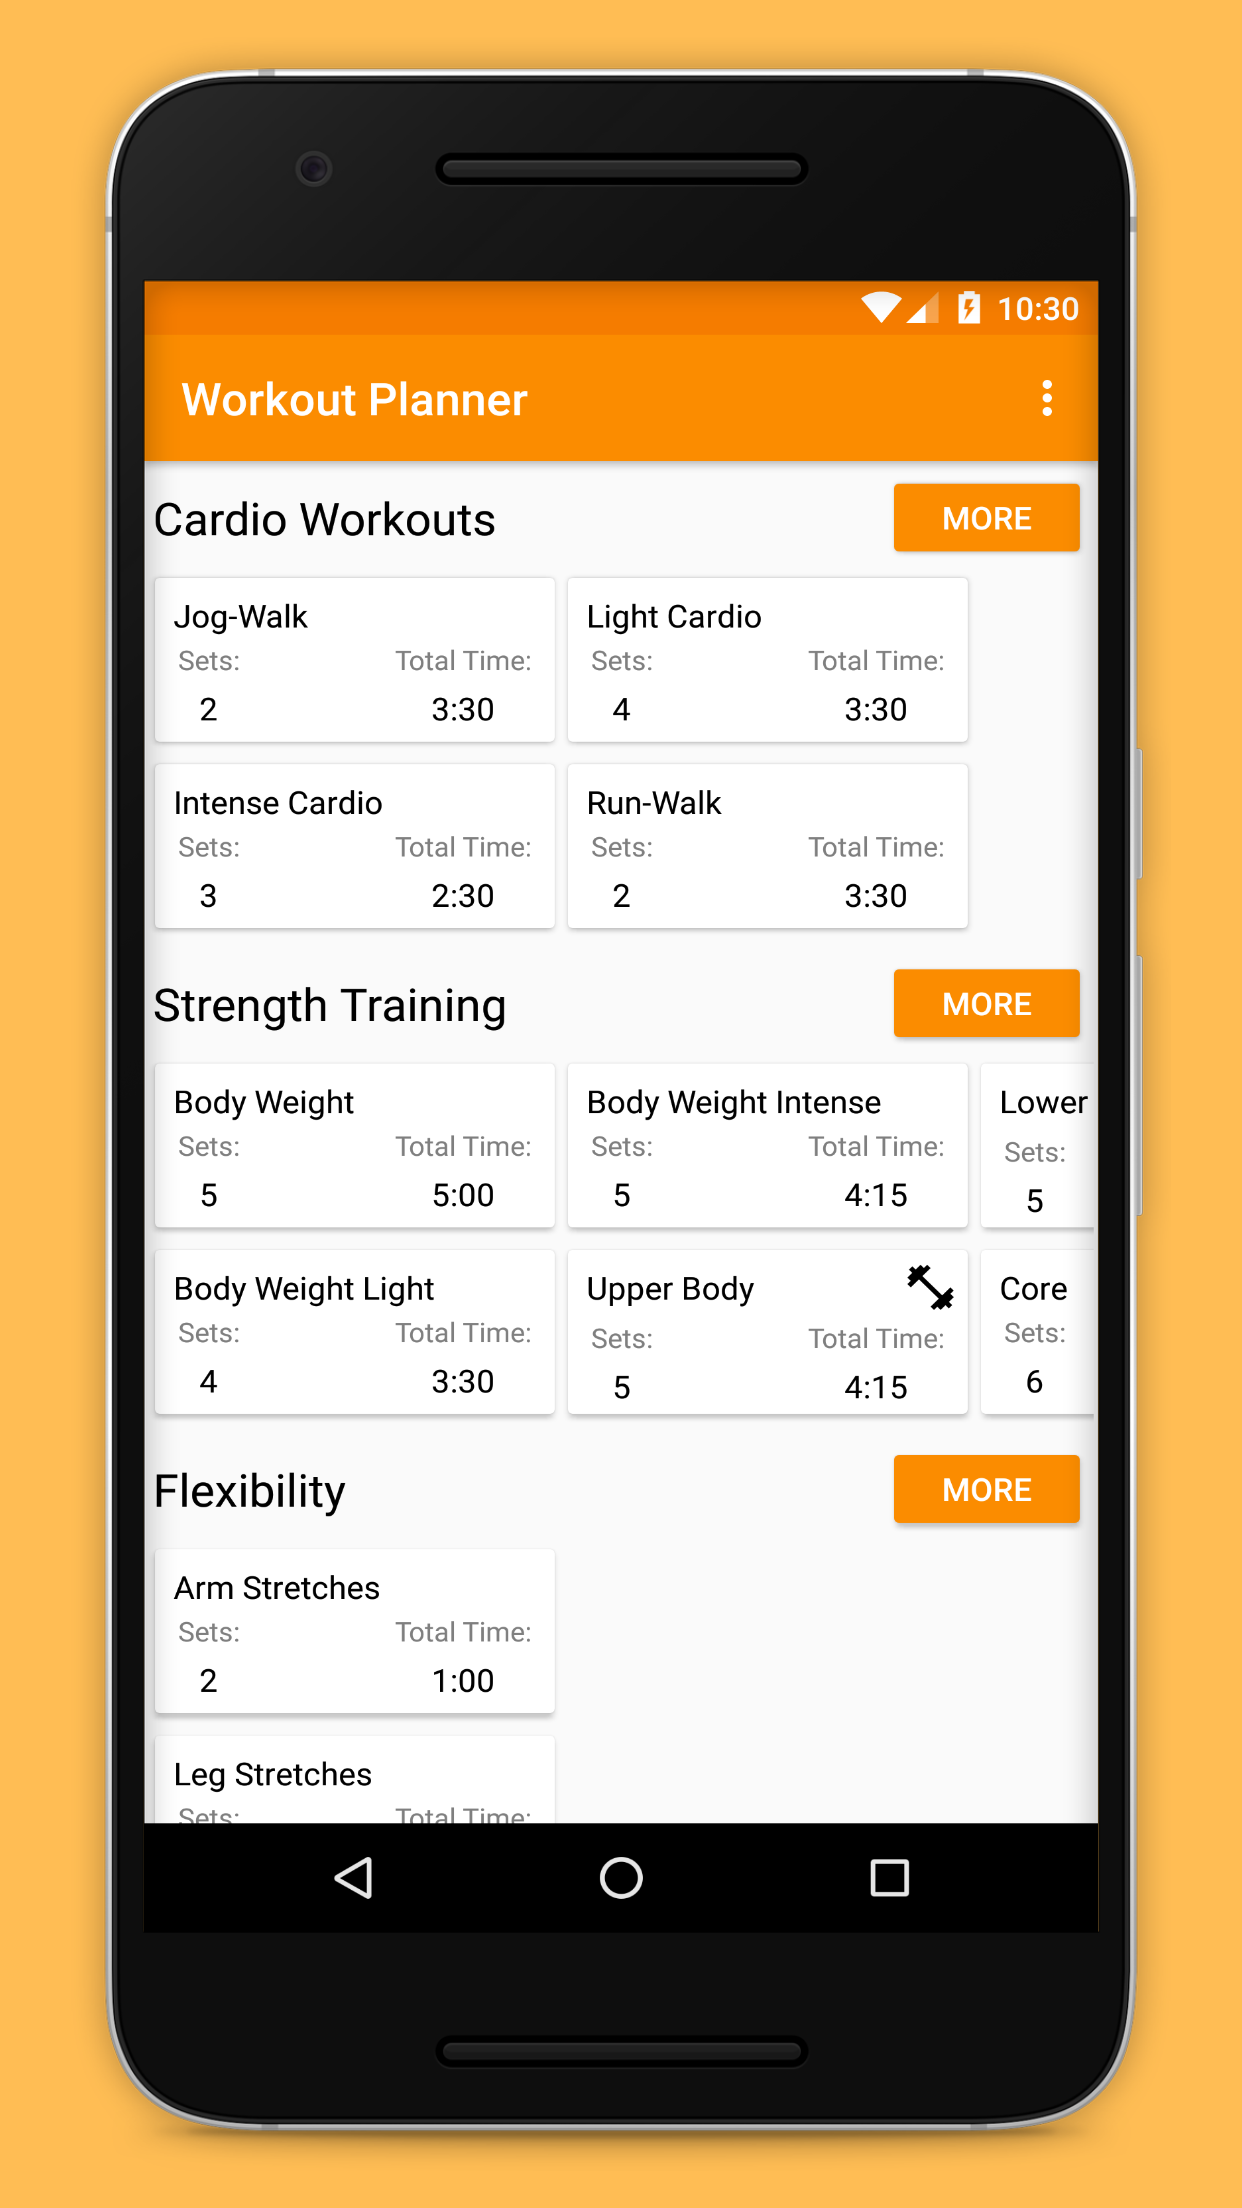 10:30
Workout Planner
Cardio Workouts
MORE
Jog-Walk
Sets: Total Time:
2 3:30
Light Cardio
Sets: Total Time:
4 3:30
Intense Cardio
Sets: Total Time:
3 2:30
Run-Walk
Sets: Total Time:
2 3:30
Strength Training
MORE
Body Weight
Sets: Total Time:
5 5:00
Body Weight Intense
Sets: Total Time:
5 4:15
Lower
Sets:
5
Body Weight Light
Sets: Total Time:
4 3:30
Upper Body
Sets: Total Time:
5 4:15
Core
Sets:
6
Flexibility
MORE
Arm Stretches
Sets: Total Time:
2 1:00
Leg Stretches
Sets: Total Time: